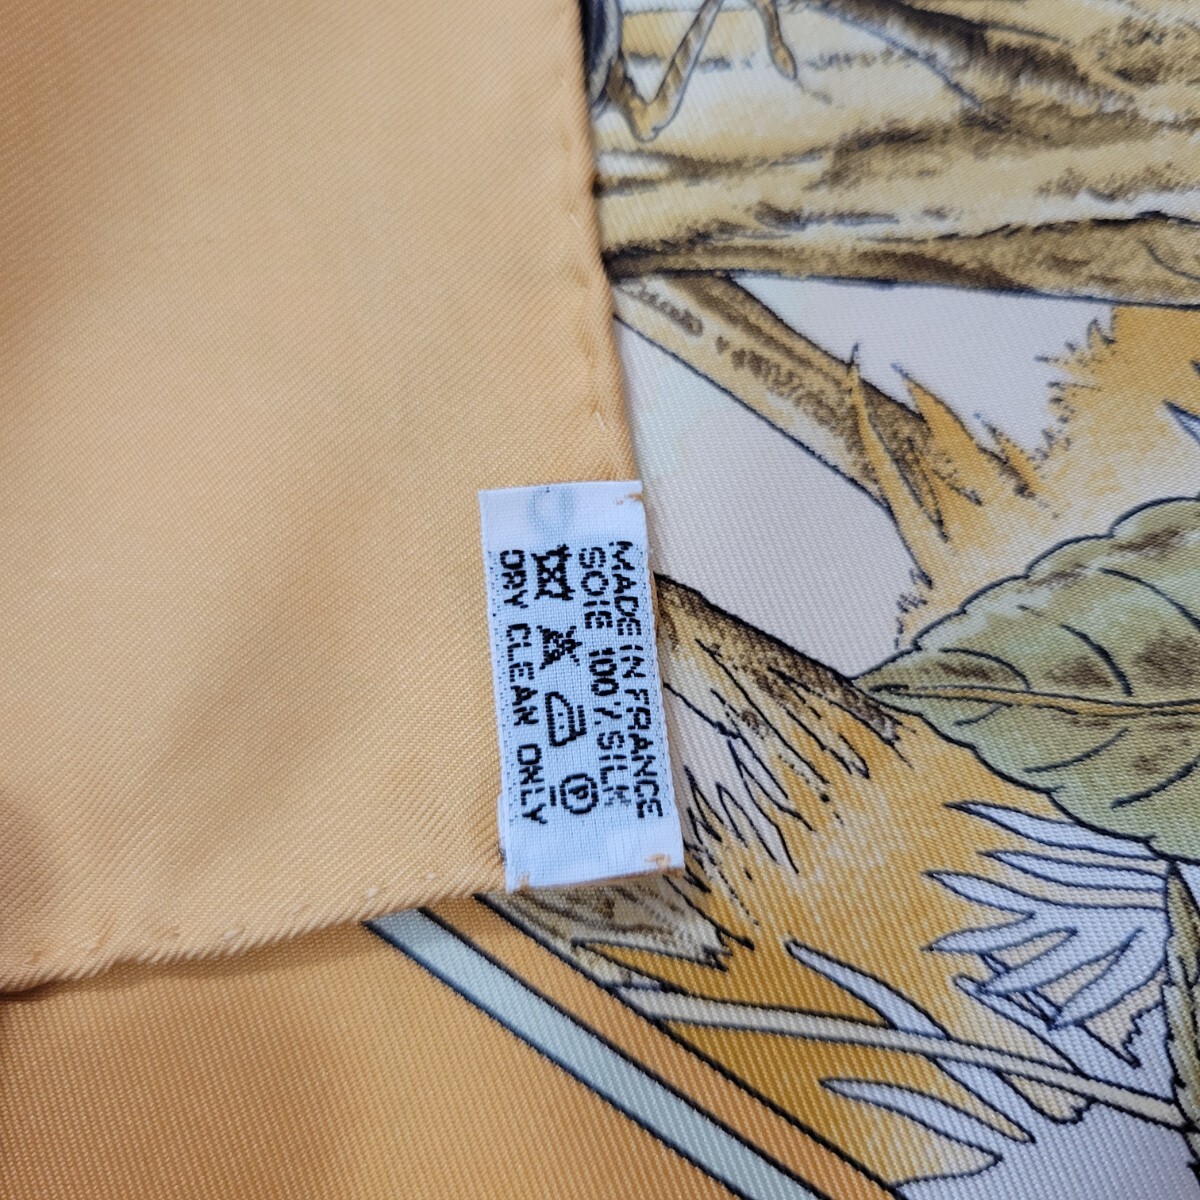 MADE IN FRANCE
SOIE 100% SILK
P
DRY CLEAN ONLY